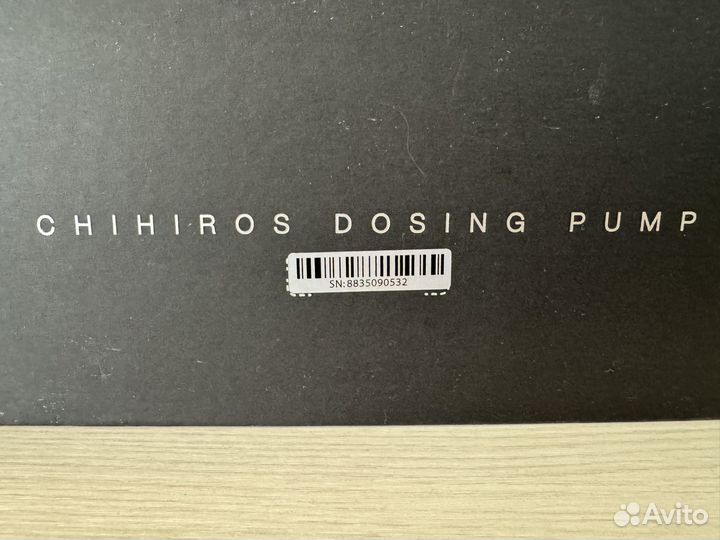 CHIHIROS DOSING PUMP
SN:8835090532
Avito